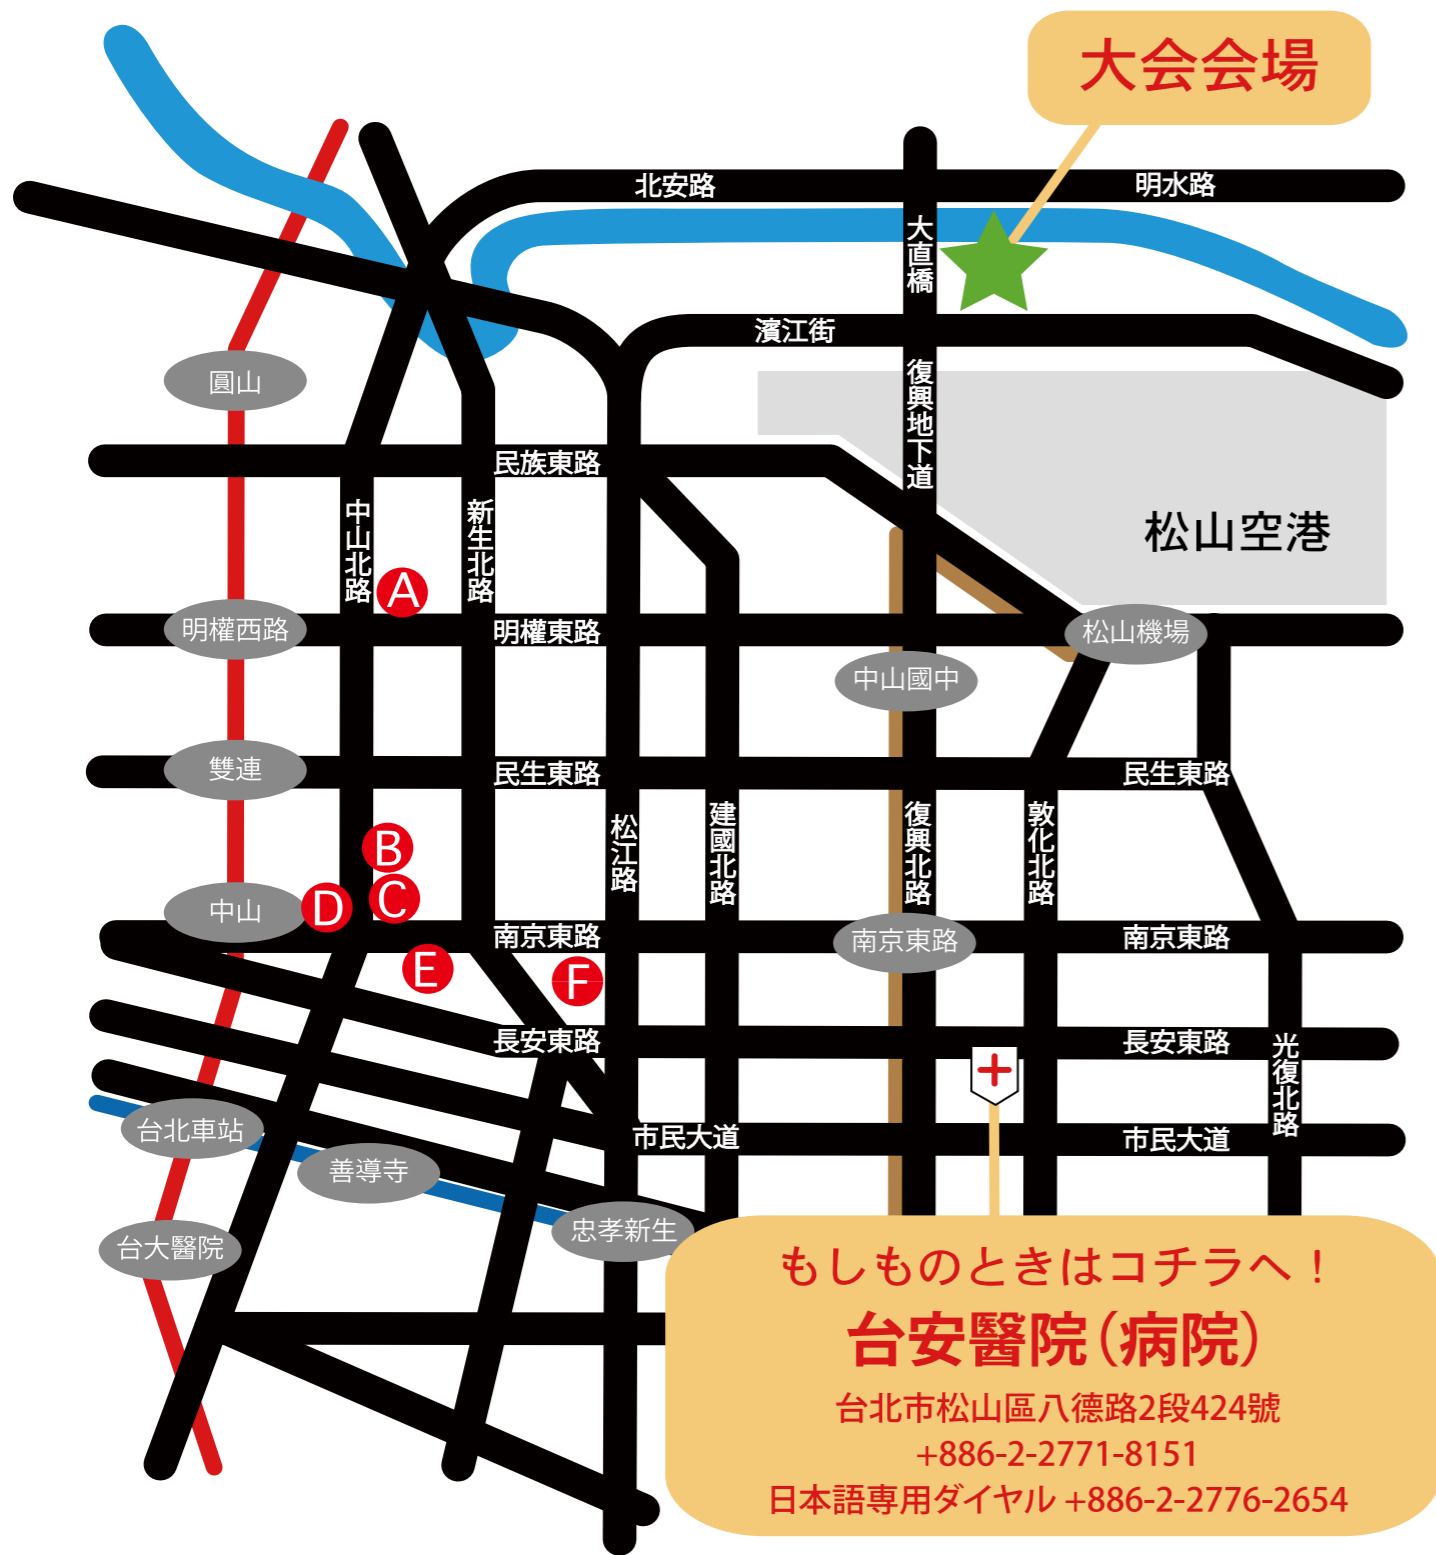 大会会場
北安路
明水路
大直橋
濱江街
圓山
復興地下道
民族東路
中山北路
新生北路
松山空港
A
明權西路
明權東路
松山機場
中山國中
雙連
民生東路
民生東路
松江路
建國北路
復興北路
敦化北路
B
C
D
中山
南京東路
南京東路
南京東路
E
F
長安東路
長安東路
光復北路
台北車站
市民大道
市民大道
善導寺
忠孝新生
台大醫院
もしものときはコチラへ！
台安醫院（病院）
台北市松山區八德路2段424號
+886-2-2771-8151
日本語専用ダイヤル +886-2-2776-2654